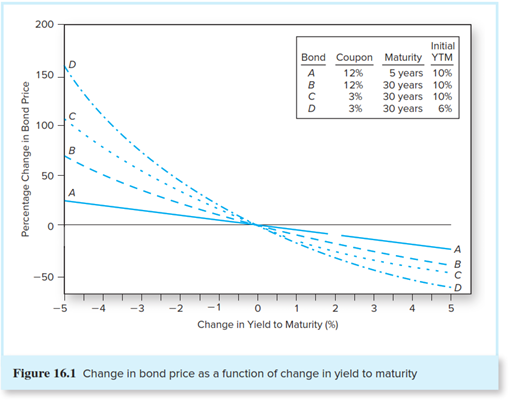 200
150
100
50
0
−50
Percentage Change in Bond Price
D
C
B
A
Initial
Bond Coupon Maturity YTM
A 12% 5 years 10%
B 12% 30 years 10%
C 3% 30 years 10%
D 3% 30 years 6%
A
B
C
D
−5 −4 −3 −2 −1 0 1 2 3 4 5
Change in Yield to Maturity (%)
Figure 16.1 Change in bond price as a function of change in yield to maturity